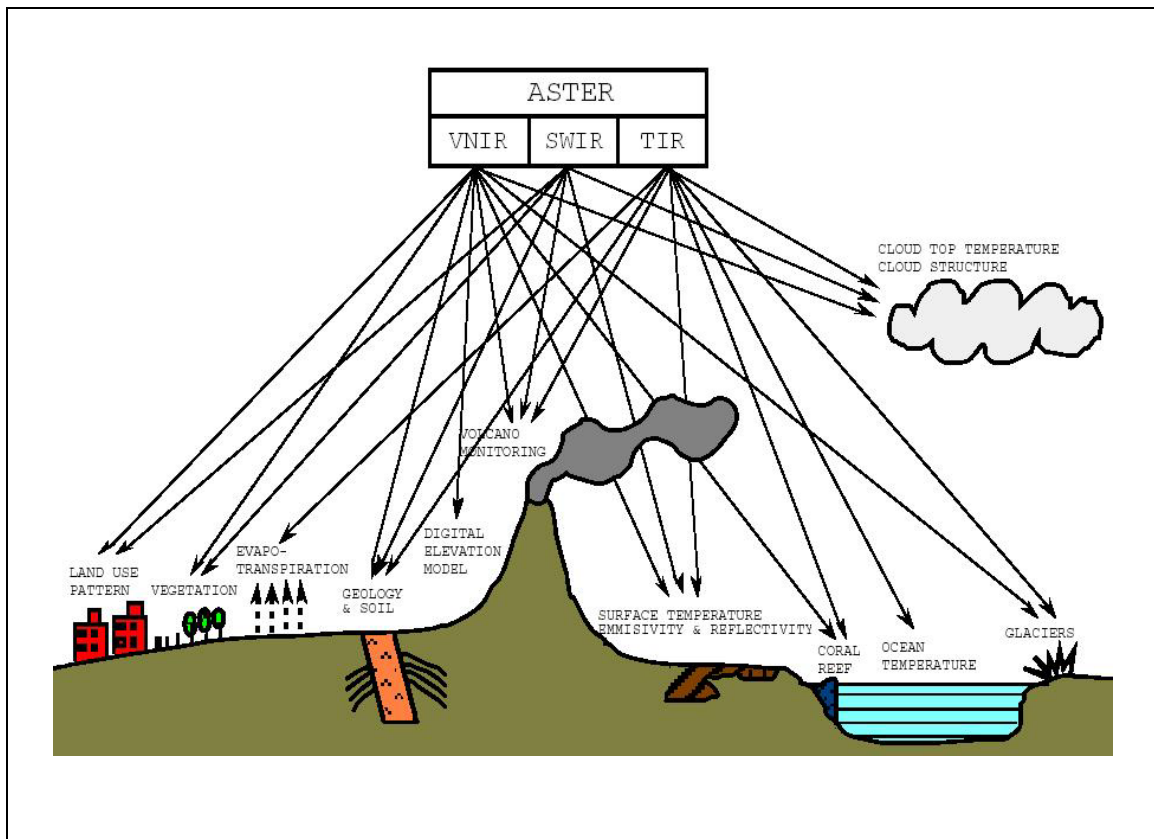 ASTER
VNIR SWIR TIR
CLOUD TOP TEMPERATURE
CLOUD STRUCTURE
VOLCANO
MONITORING
DIGITAL
ELEVATION
MODEL
EVAPO-
TRANSPIRATION
LAND USE
PATTERN
VEGETATION
GEOLOGY
& SOIL
SURFACE TEMPERATURE
EMMISIVITY & REFLECTIVITY
CORAL
REEF
OCEAN
TEMPERATURE
GLACIERS